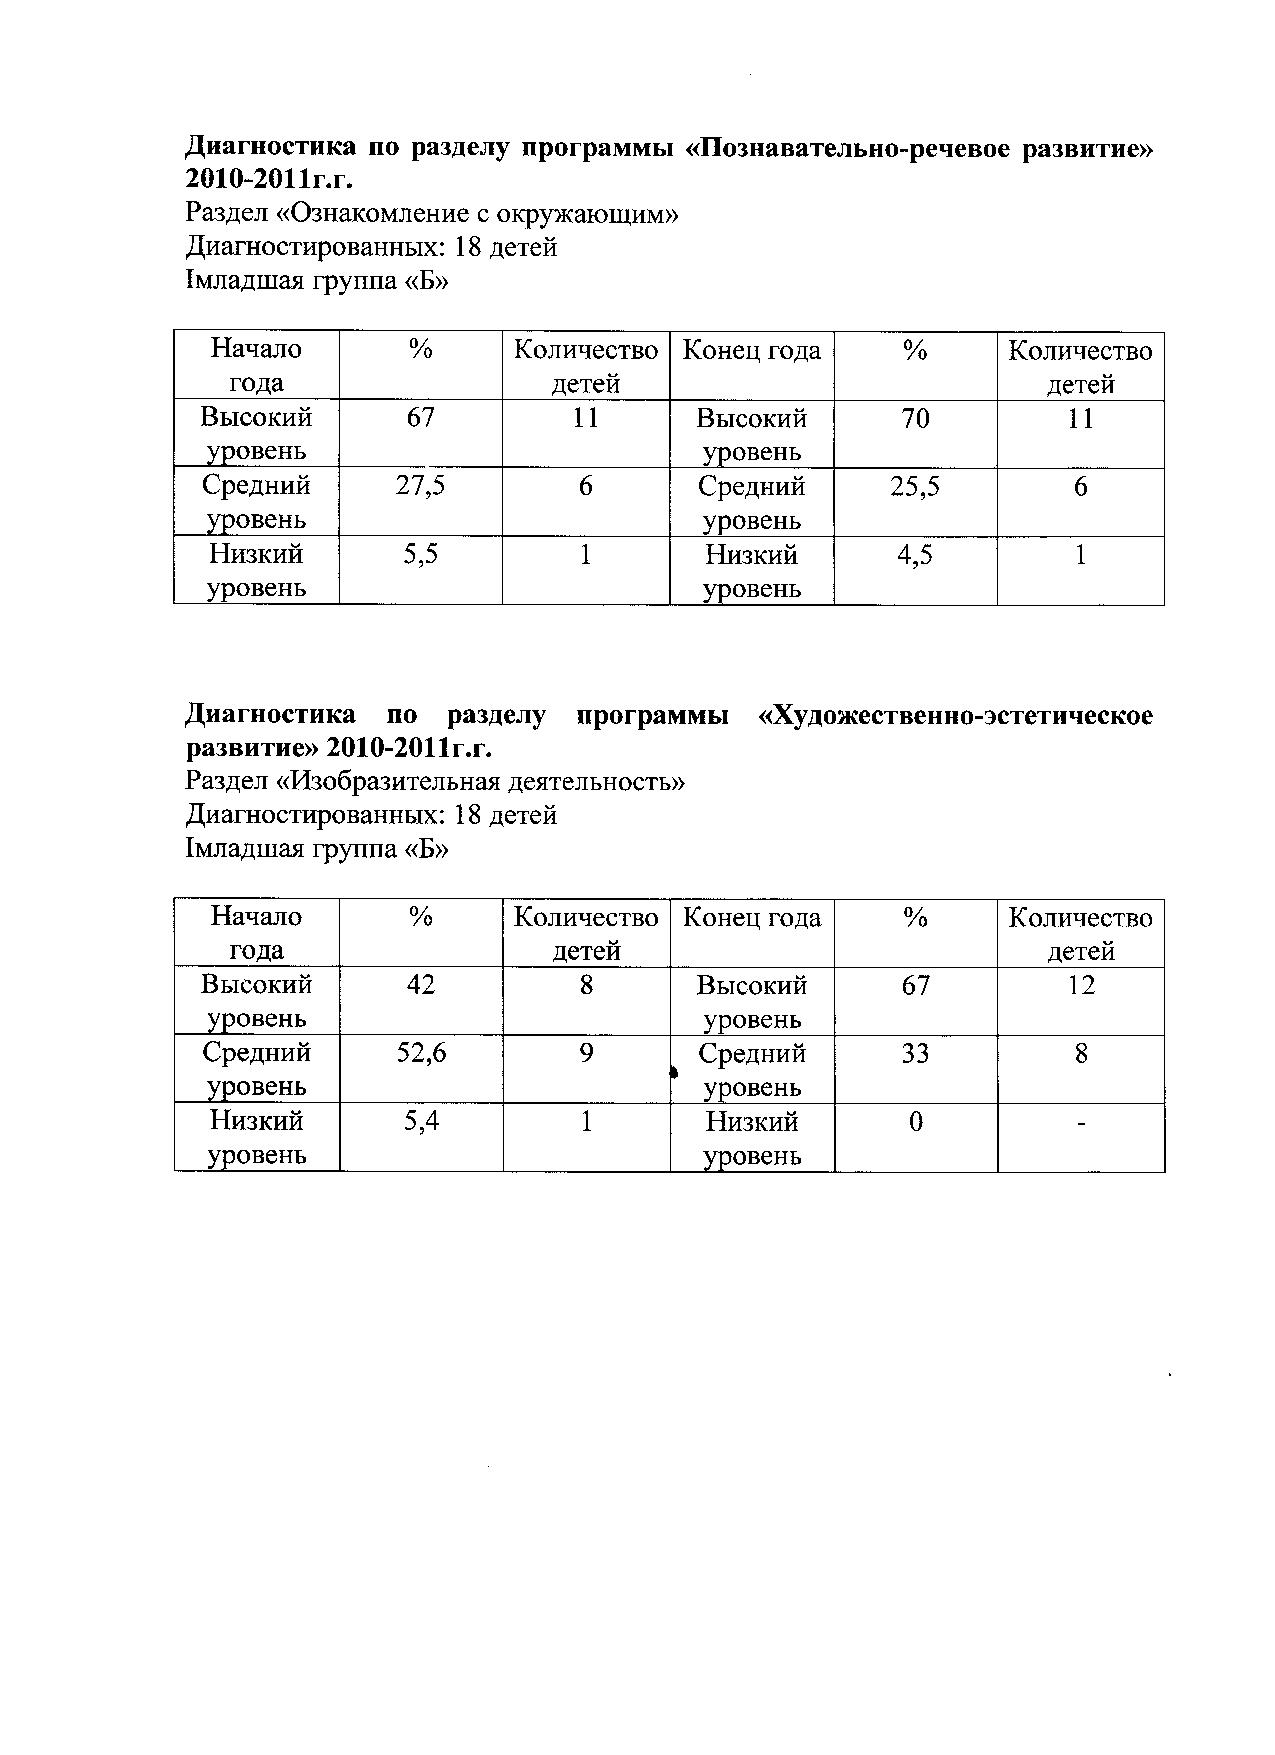 Диагностика по разделу программы «Познавательно-речевое развитие»
2010-2011г.г.
Раздел «Ознакомление с окружающим»
Диагностированных: 18 детей
Iмладшая группа «Б»
Начало % Количество Конец года % Количество
года детей детей
Высокий 67 11 Высокий 70 11
уровень уровень
Средний 27,5 6 Средний 25,5 6
уровень уровень
Низкий 5,5 1 Низкий 4,5 1
уровень уровень
Диагностика по разделу программы «Художественно-эстетическое
развитие» 2010-2011г.г.
Раздел «Изобразительная деятельность»
Диагностированных: 18 детей
Iмладшая группа «Б»
Начало % Количество Конец года % Количество
года детей детей
Высокий 42 8 Высокий 67 12
уровень уровень
Средний 52,6 9 Средний 33 8
уровень уровень
Низкий 5,4 1 Низкий 0 -
уровень уровень